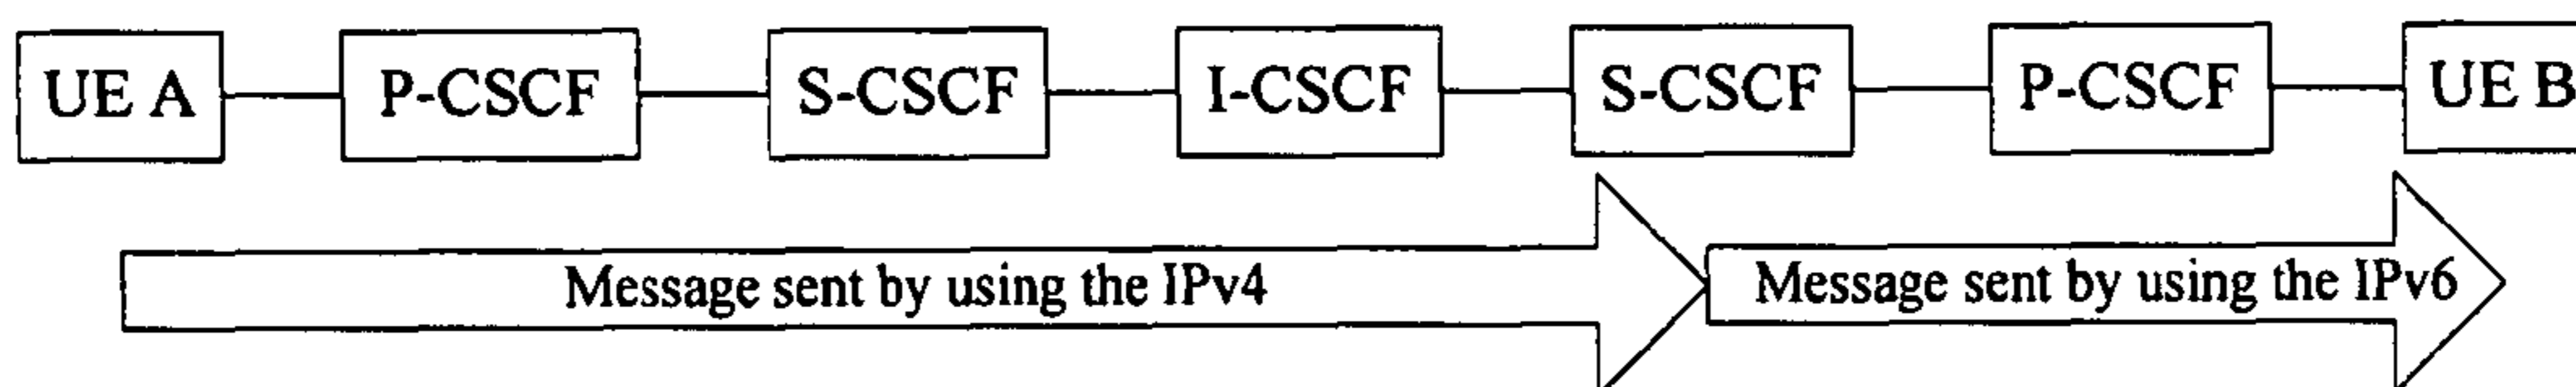 UE A
P-CSCF
S-CSCF
I-CSCF
S-CSCF
P-CSCF
UE B
Message sent by using the IPv4
Message sent by using the IPv6